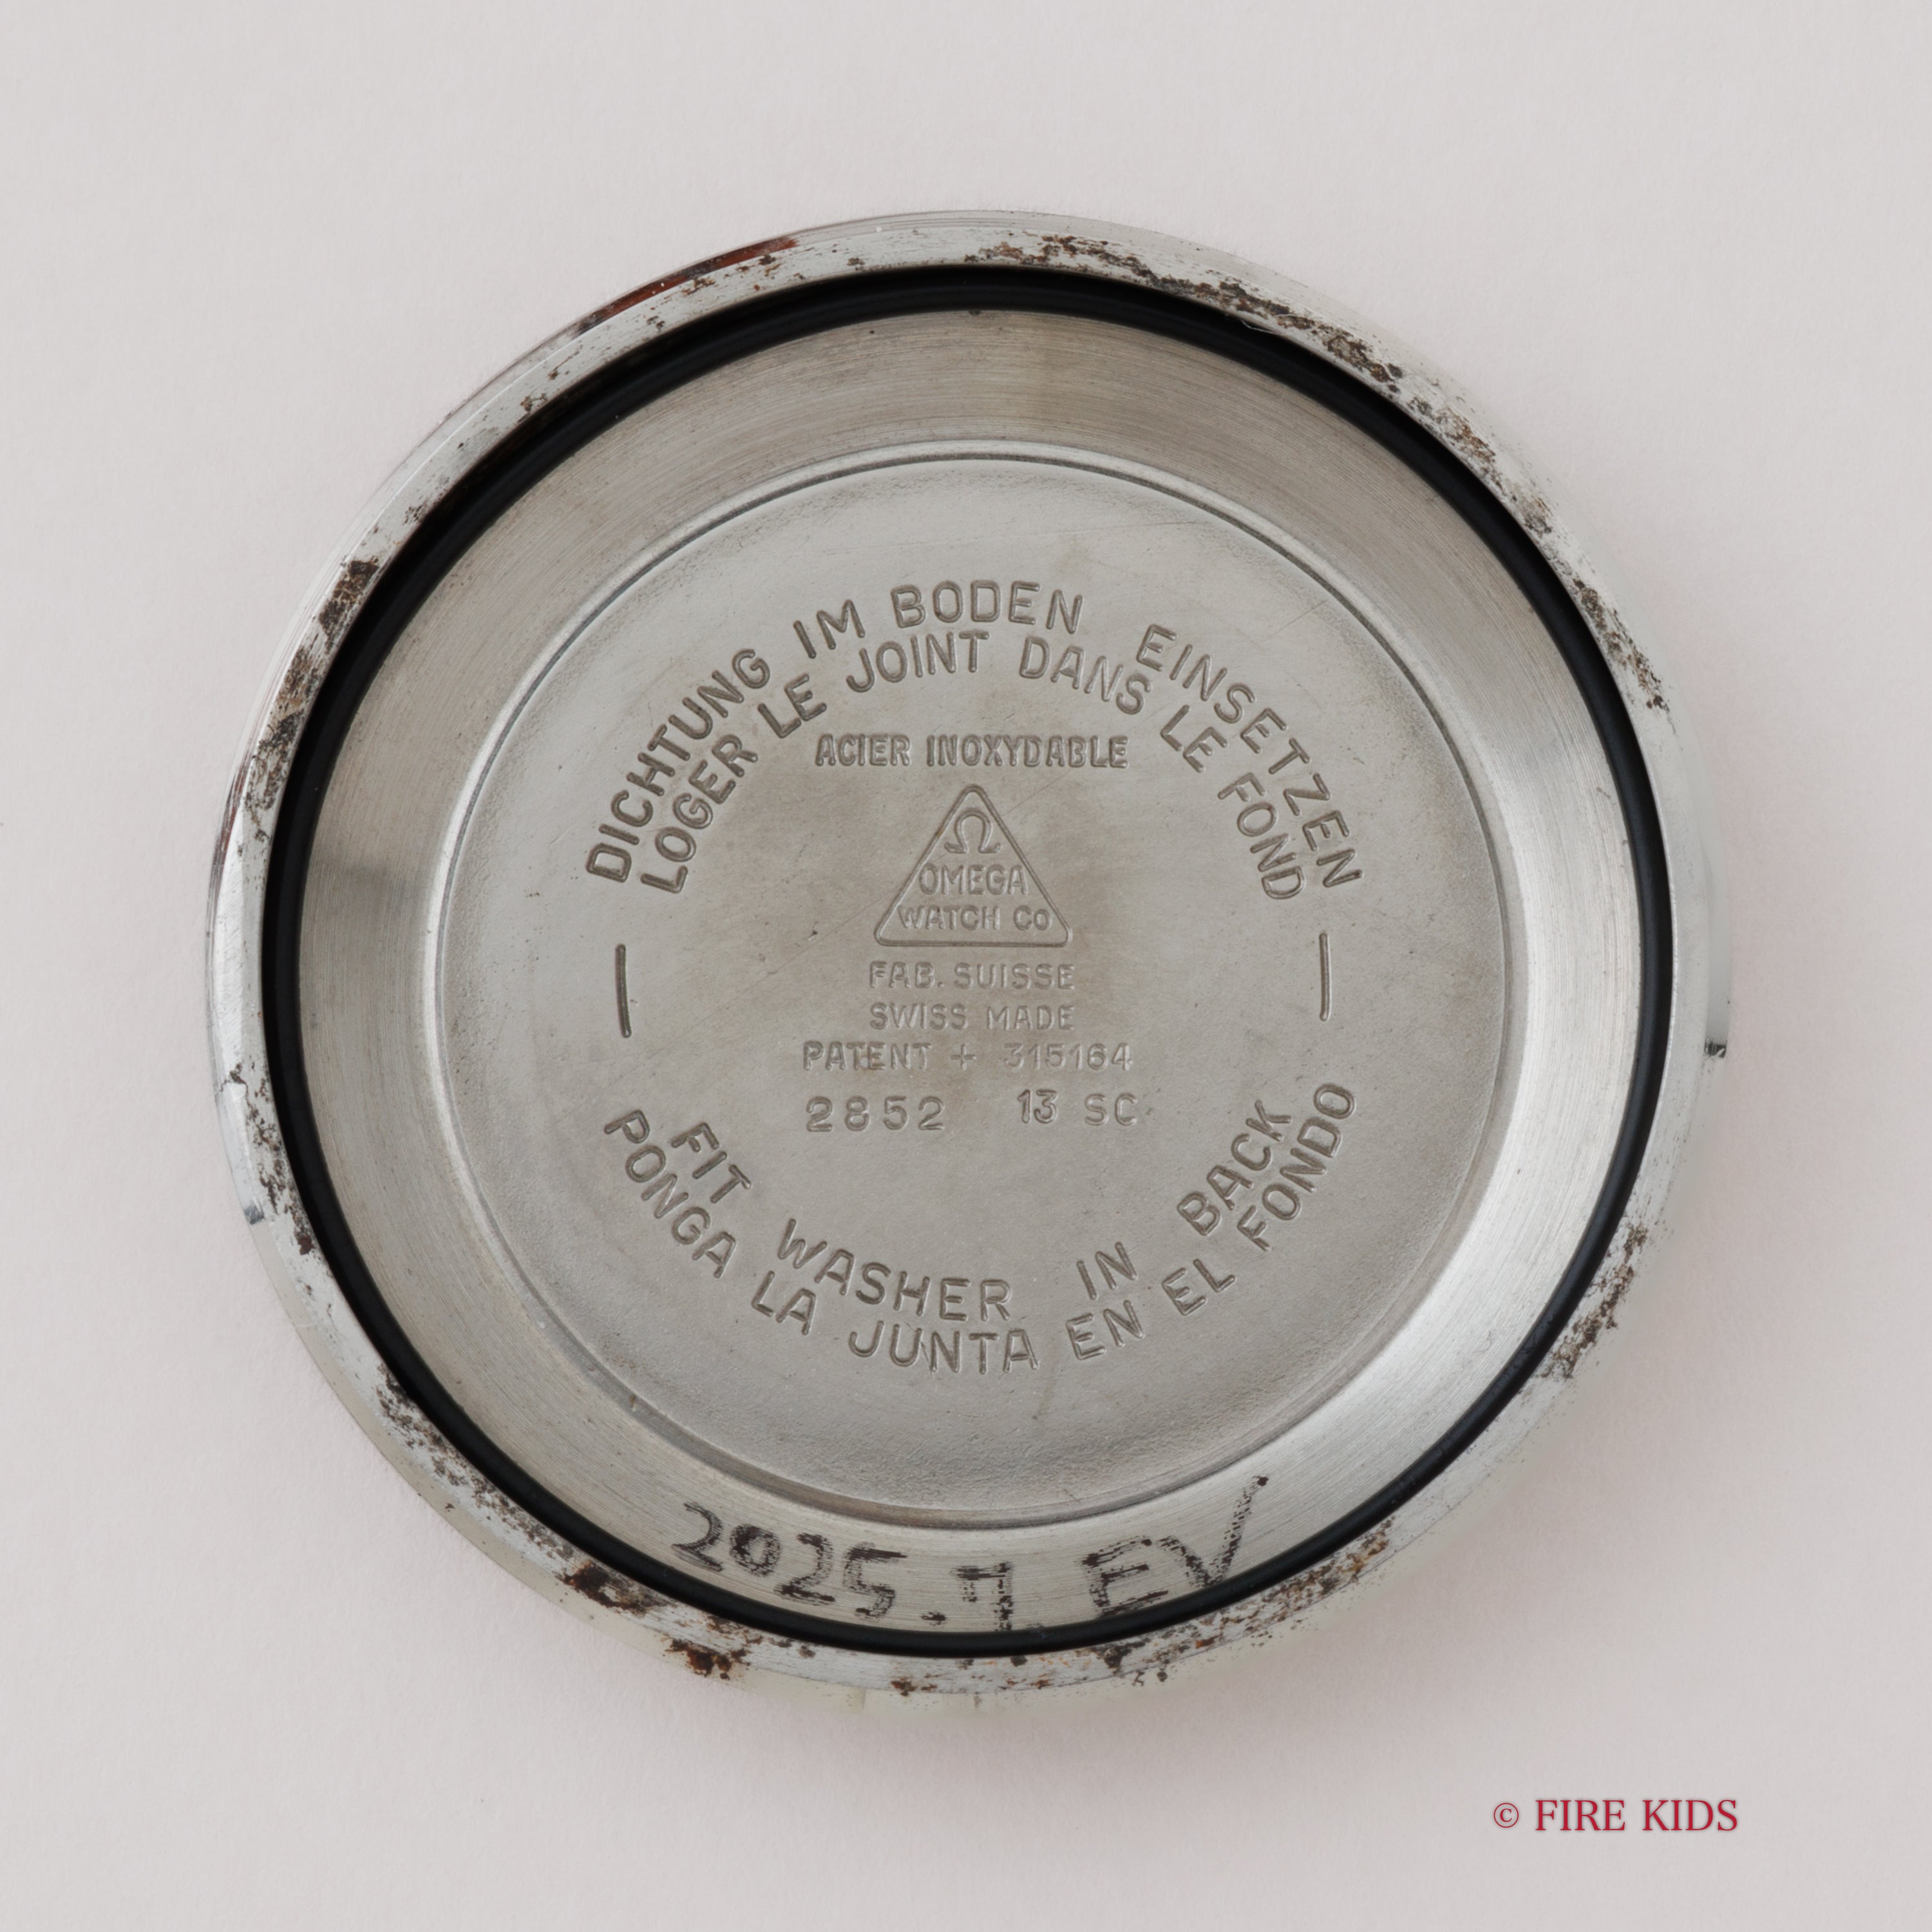 DICHTUNG IM BODEN EINSETZEN
LOGER LE JOINT DANS LE FOND
ACIER INOXYDABLE
Ω
OMEGA
WATCH Co
FAB. SUISSE
SWISS MADE
PATENT + 315164
2852 13 SC
FIT WASHER IN BACK
PONGA LA JUNTA EN EL FONDO
2025.7 EV
© FIRE KIDS